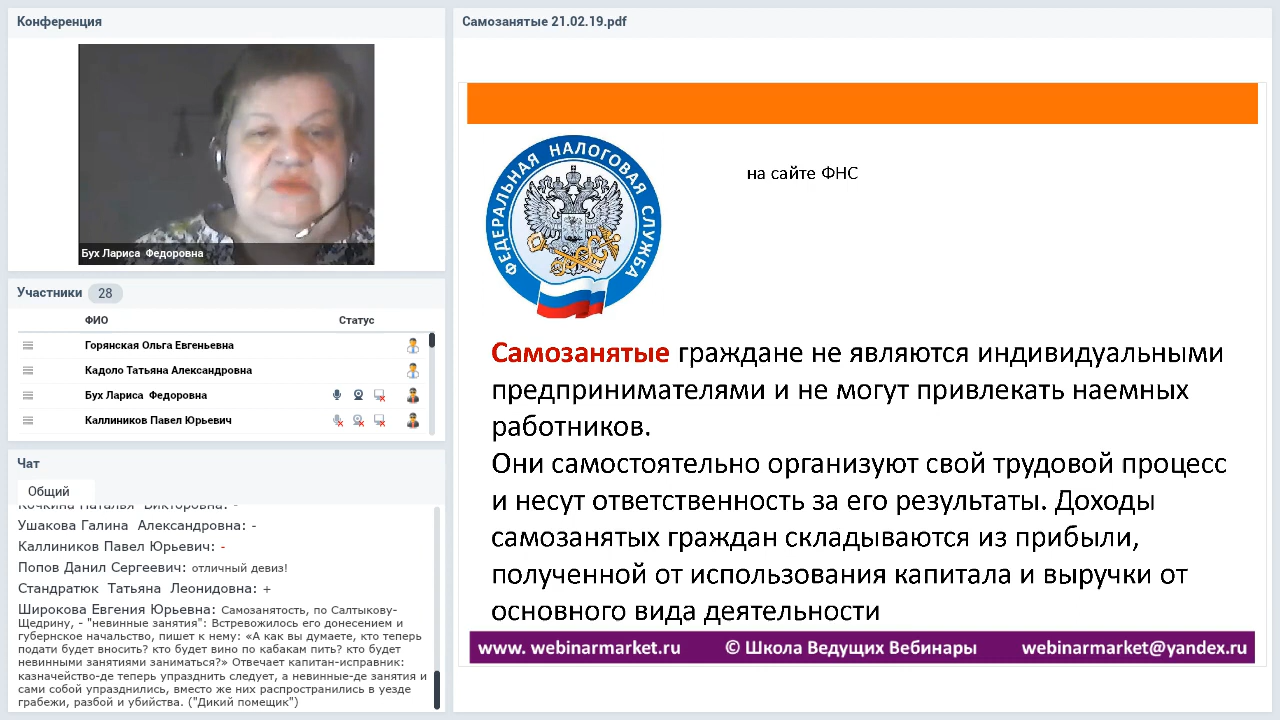 Конференция
Бух Лариса Федоровна
Участники 28
ФИО Статус
Горянская Ольга Евгеньевна
Кадоло Татьяна Александровна
Бух Лариса Федоровна
Каллиников Павел Юрьевич
Чат
Общий
Кочкина Наталья Викторовна: -
Ушакова Галина Александровна: -
Каллиников Павел Юрьевич: -
Попов Данил Сергеевич: отличный девиз!
Стандратюк Татьяна Леонидовна: +
Широкова Евгения Юрьевна: Самозанятость, по Салтыкову-
Щедрину, - "невинные занятия": Встревожилось его донесением и
губернское начальство, пишет к нему: «А как вы думаете, кто теперь
подати будет вносить? кто будет вино по кабакам пить? кто будет
невинными занятиями заниматься?» Отвечает капитан-исправник:
казначейство-де теперь упразднить следует, а невинные-де занятия и
сами собой упразднились, вместо же них распространились в уезде
грабежи, разбой и убийства. ("Дикий помещик")
Самозанятые 21.02.19.pdf
ФЕДЕРАЛЬНАЯ НАЛОГОВАЯ СЛУЖБА
на сайте ФНС
Самозанятые граждане не являются индивидуальными
предпринимателями и не могут привлекать наемных
работников.
Они самостоятельно организуют свой трудовой процесс
и несут ответственность за его результаты. Доходы
самозанятых граждан складываются из прибыли,
полученной от использования капитала и выручки от
основного вида деятельности
www. webinarmarket.ru © Школа Ведущих Вебинары webinarmarket@yandex.ru